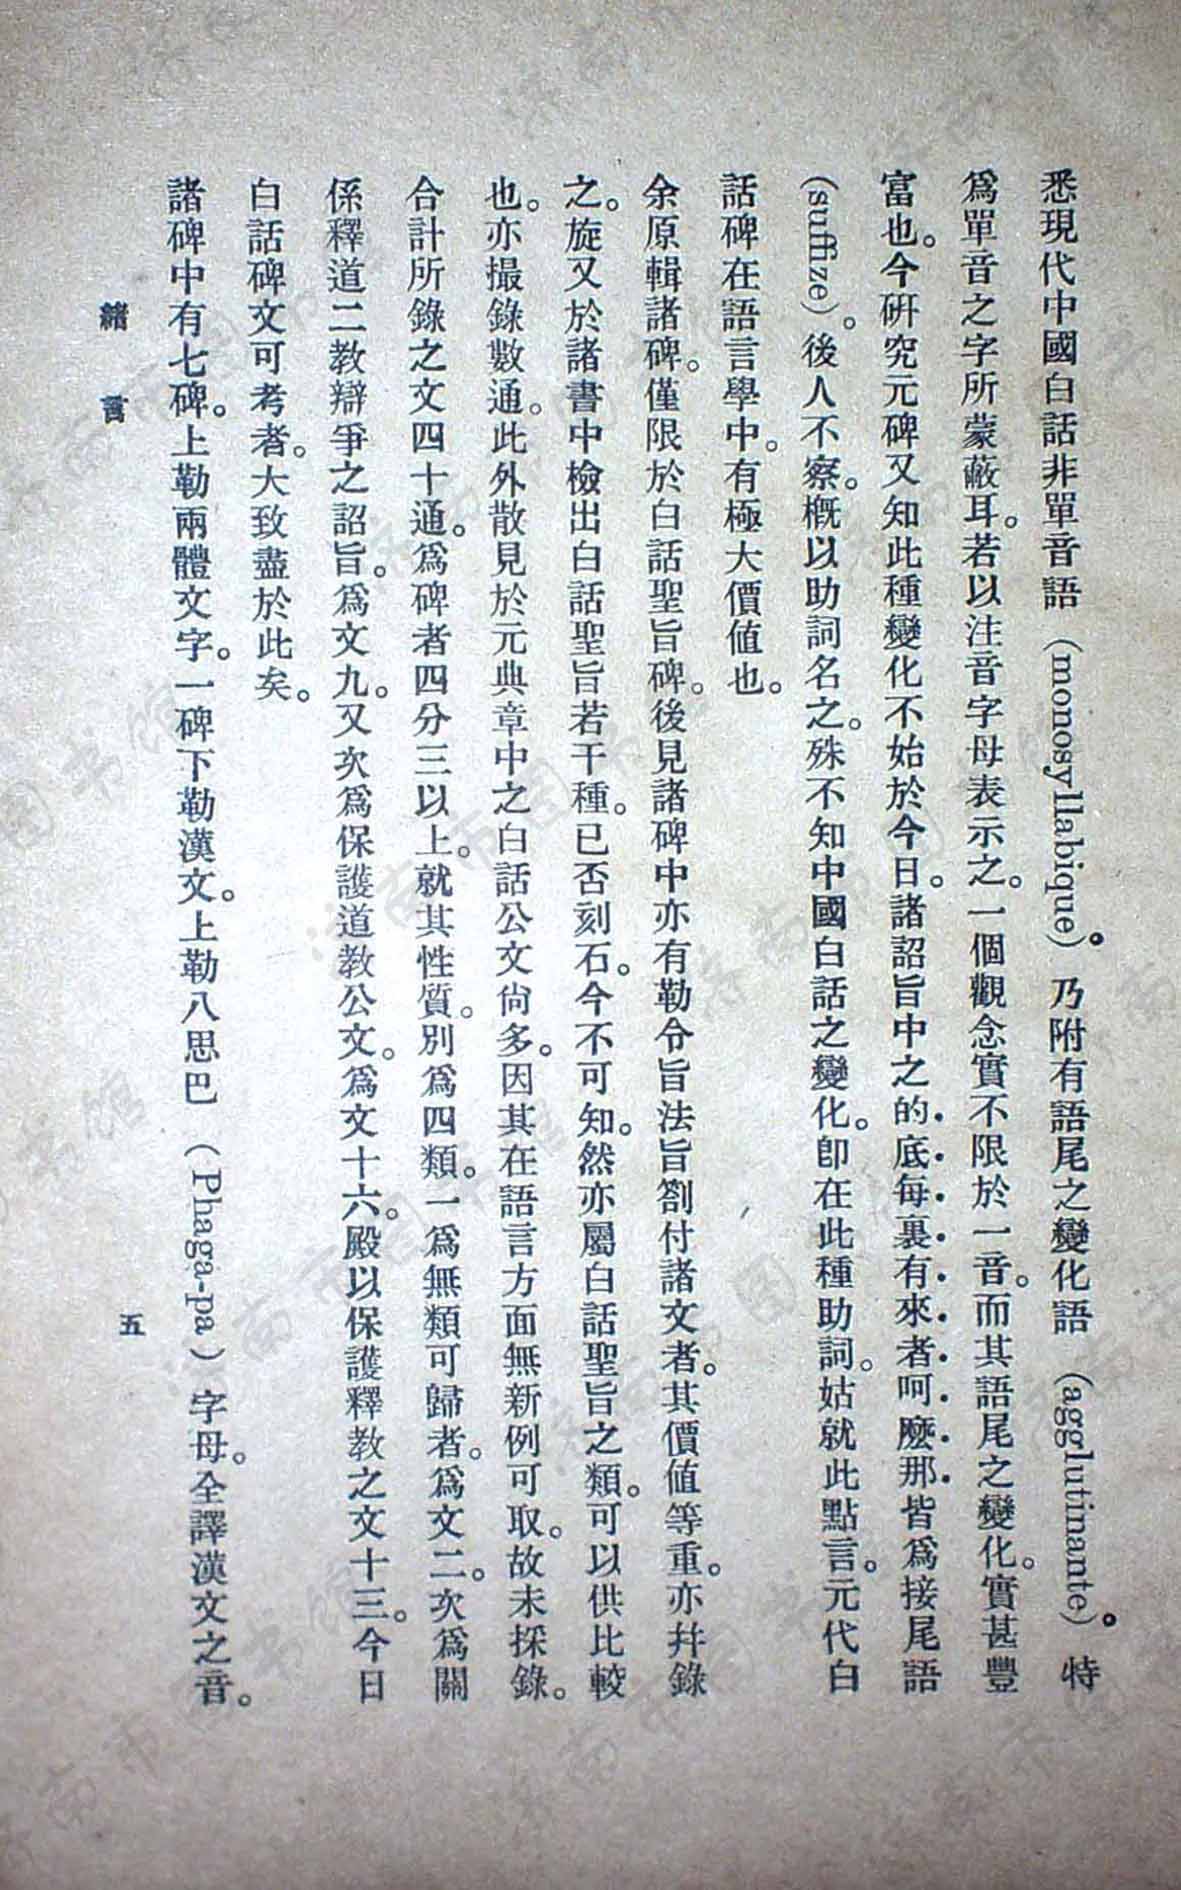 悉現代中國白話非單音語（monosyllabique）。乃附有語尾之變化語（agglutinante）。特
爲單音之字所蒙蔽耳。若以注音字母表示之。一個觀念實不限於一音。而其語尾之變化。實甚豐
富也。今硏究元碑又知此種變化不始於今日。諸詔旨中之的底每裏有來者呵麽那皆爲接尾語
（suffize）。後人不察。概以助詞名之。殊不知中國白話之變化。卽在此種助詞。姑就此點言。元代白
話碑在語言學中。有極大價値也。
余原輯諸碑。僅限於白話聖旨碑。後見諸碑中亦有勒令旨法旨劄付諸文者。其價値等重。亦幷錄
之。旋又於諸書中檢出白話聖旨若干種。已否刻石。今不可知。然亦屬白話聖旨之類。可以供比較
也。亦撮錄數通。此外散見於元典章中之白話公文尙多。因其在語言方面無新例可取。故未採錄。
合計所錄之文四十通。爲碑者四分三以上。就其性質。別爲四類。一爲無類可歸者。爲文二。次爲關
係釋道二教辯爭之詔旨。爲文九。又次爲保護道教公文。爲文十六。殿以保護釋教之文十三。今日
白話碑文可考者。大致盡於此矣。
諸碑中有七碑。上勒兩體文字。一碑下勒漢文。上勒八思巴（Phaga-pa）字母。全譯漢文之音。
緒言
五
濟南市图书馆